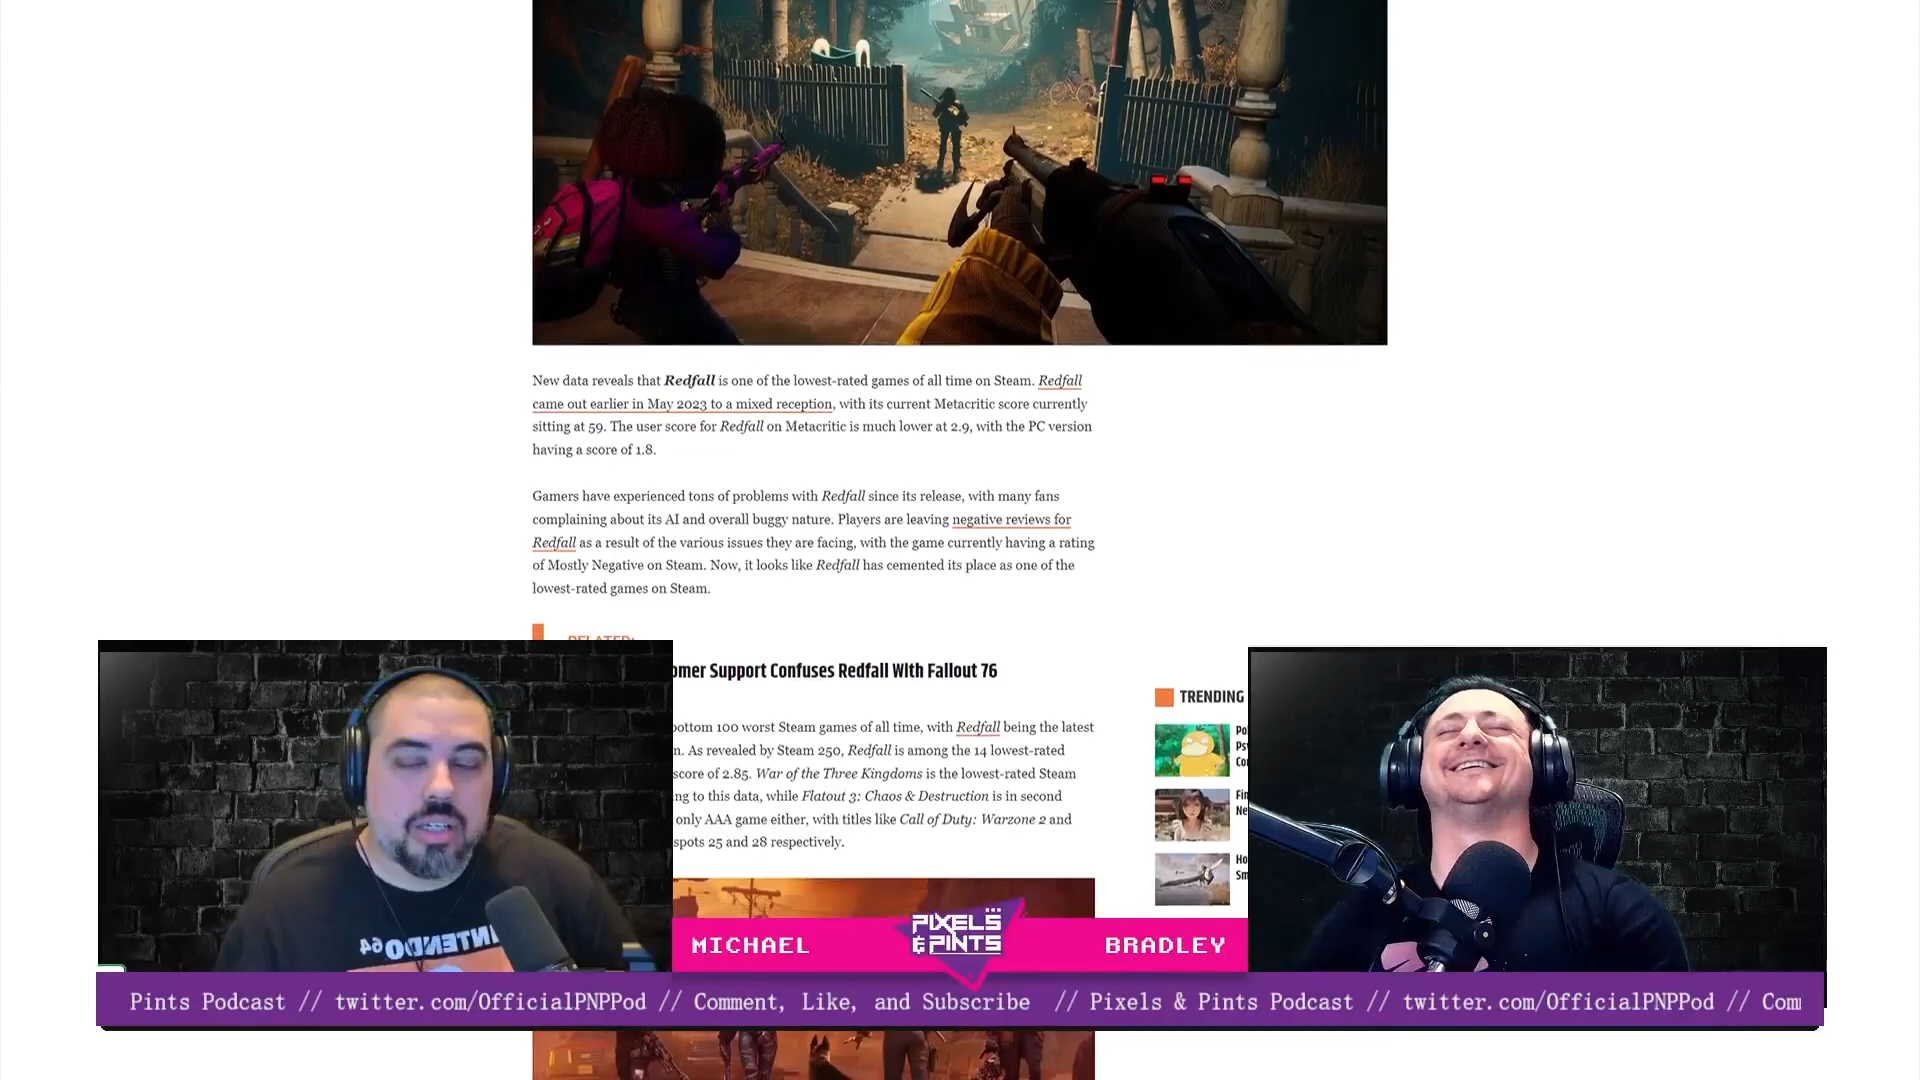 New data reveals that Redfall is one of the lowest-rated games of all time on Steam. Redfall
came out earlier in May 2023 to a mixed reception, with its current Metacritic score currently
sitting at 59. The user score for Redfall on Metacritic is much lower at 2.9, with the PC version
having a score of 1.8.
Gamers have experienced tons of problems with Redfall since its release, with many fans
complaining about its AI and overall buggy nature. Players are leaving negative reviews for
Redfall as a result of the various issues they are facing, with the game currently having a rating
of Mostly Negative on Steam. Now, it looks like Redfall has cemented its place as one of the
lowest-rated games on Steam.
RELATED:
omer Support Confuses Redfall With Fallout 76
bottom 100 worst Steam games of all time, with Redfall being the latest
n. As revealed by Steam 250, Redfall is among the 14 lowest-rated
score of 2.85. War of the Three Kingdoms is the lowest-rated Steam
ng to this data, while Flatout 3: Chaos & Destruction is in second
only AAA game either, with titles like Call of Duty: Warzone 2 and
spots 25 and 28 respectively.
TRENDING
Po
Psy
Co
Fin
Ne
Ho
Sm
NINTENDO 64
MICHAEL
PIXELS
& PINTS
BRADLEY
Pints Podcast // twitter.com/OfficialPNPPod // Comment, Like, and Subscribe // Pixels & Pints Podcast // twitter.com/OfficialPNPPod // Com